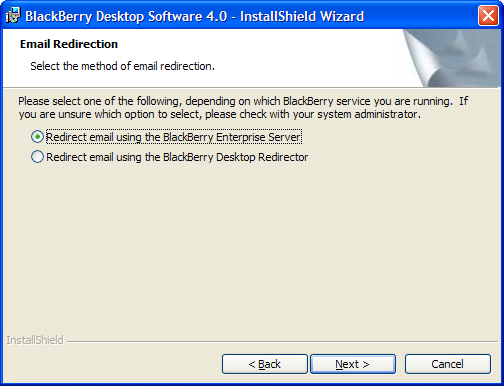 BlackBerry Desktop Software 4.0 - InstallShield Wizard
Email Redirection
Select the method of email redirection.
Please select one of the following, depending on which BlackBerry service you are running.  If
you are unsure which option to select, please check with your system administrator.
Redirect email using the BlackBerry Enterprise Server
Redirect email using the BlackBerry Desktop Redirector
InstallShield
< Back
Next >
Cancel